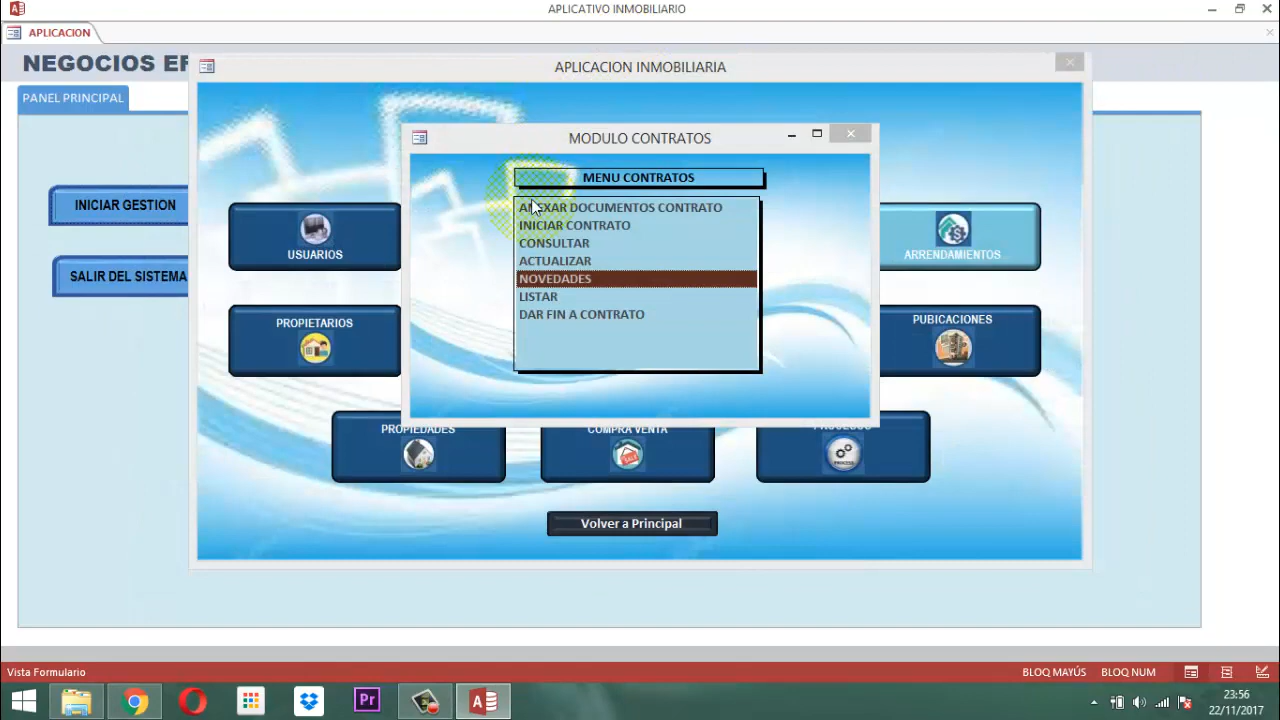 APLICATIVO INMOBILIARIO
APLICACION
NEGOCIOS EF
APLICACION INMOBILIARIA
PANEL PRINCIPAL
MODULO CONTRATOS
MENU CONTRATOS
ANEXAR DOCUMENTOS CONTRATO
INICIAR CONTRATO
CONSULTAR
ACTUALIZAR
NOVEDADES
LISTAR
DAR FIN A CONTRATO
INICIAR GESTION
SALIR DEL SISTEMA
USUARIOS
ARRENDAMIENTOS
PROPIETARIOS
PUBICACIONES
PROPIEDADES
COMPRA VENTA
Volver a Principal
Vista Formulario
BLOQ MAYÚS
BLOQ NUM
Pr
23:56
22/11/2017